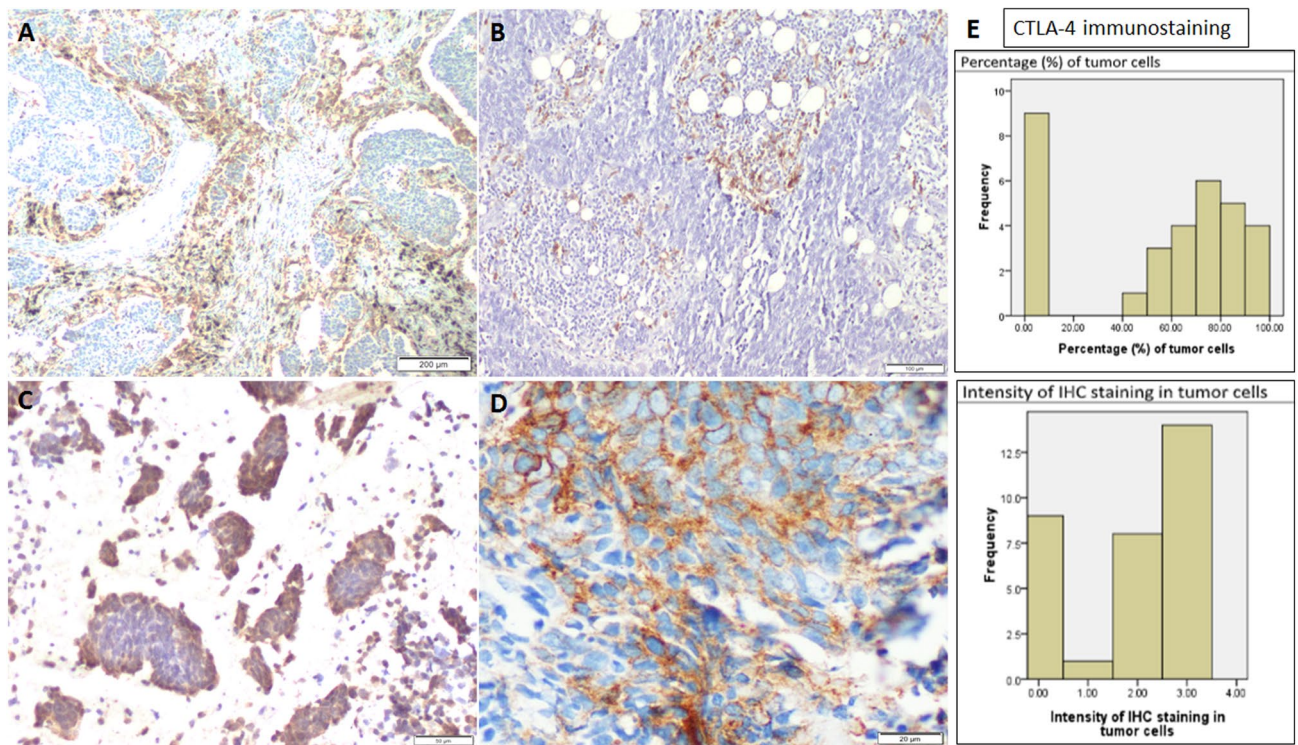 A
200 µm
B
100 µm
C
50 µm
D
20 µm
E
CTLA-4 immunostaining
Percentage (%) of tumor cells
Frequency
10
8
6
4
2
0
0.00 20.00 40.00 60.00 80.00 100.00
Percentage (%) of tumor cells
Intensity of IHC staining in tumor cells
Frequency
12.5
10.0
7.5
5.0
2.5
0.0
0.00 1.00 2.00 3.00 4.00
Intensity of IHC staining in
tumor cells